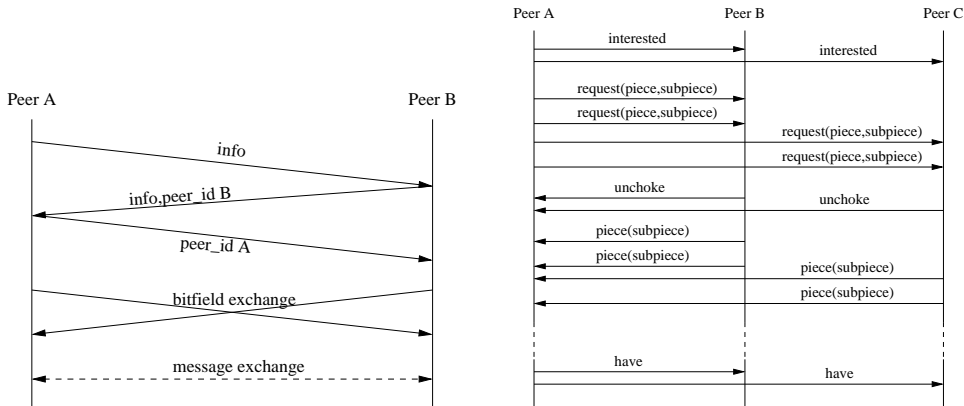 Peer A
Peer B
info
info,peer_id B
peer_id A
bitfield exchange
message exchange
Peer A
Peer B
Peer C
interested
interested
request(piece,subpiece)
request(piece,subpiece)
request(piece,subpiece)
request(piece,subpiece)
unchoke
unchoke
piece(subpiece)
piece(subpiece)
piece(subpiece)
piece(subpiece)
have
have